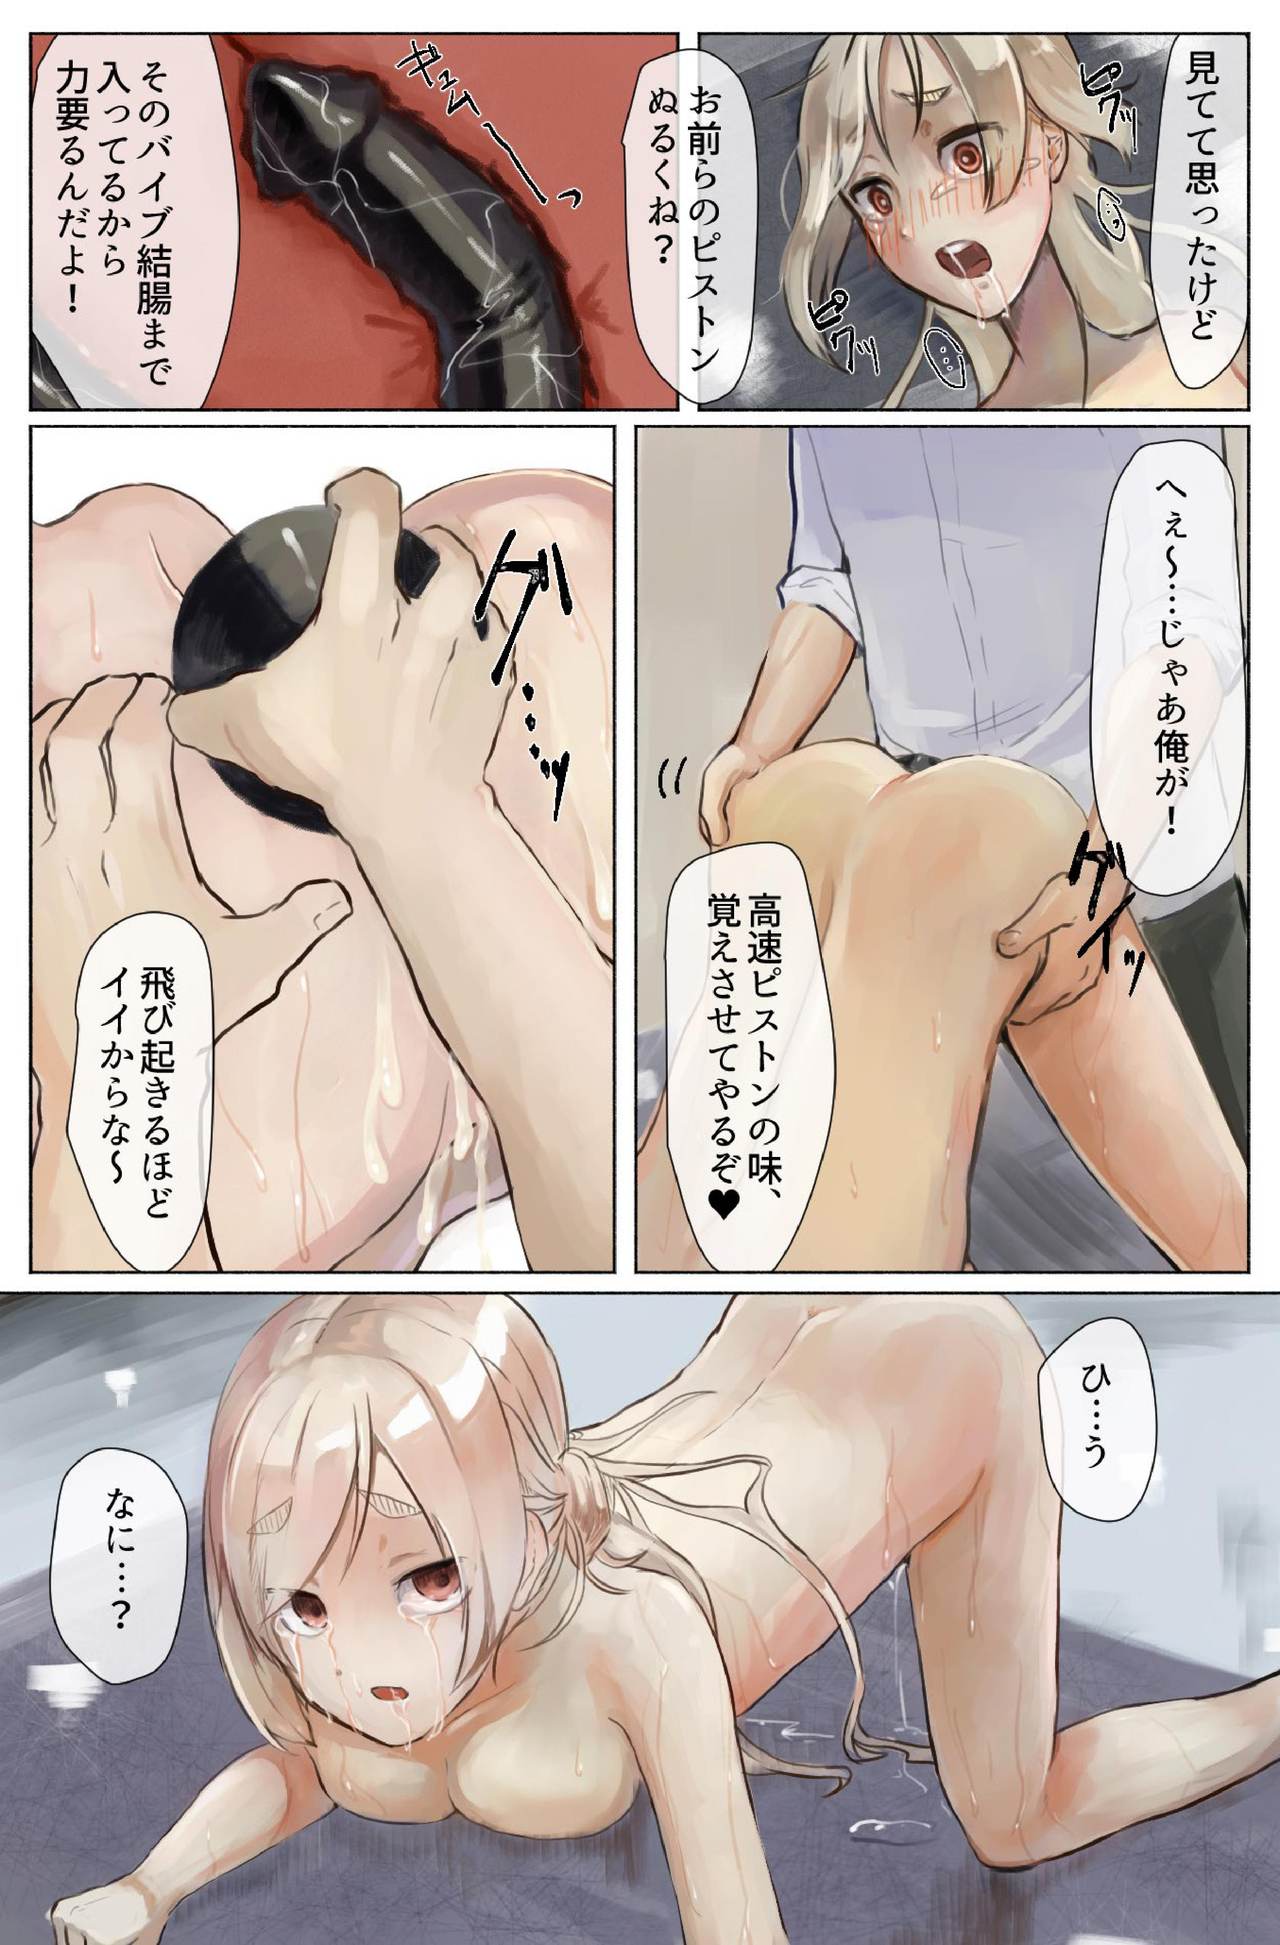 見てて思ったけど
お前らのピストン
ぬるくね？
ピクッ
ピクッ
そのバイブ結腸まで
入ってるから
力要るんだよ！
ギュムーっ
へぇ～…じゃあ俺が！
高速ピストンの味、
覚えさせてやるぞ♥
グイッ
グ…ッ
飛び起きるほど
イイからな～
ひ…う
なに…？